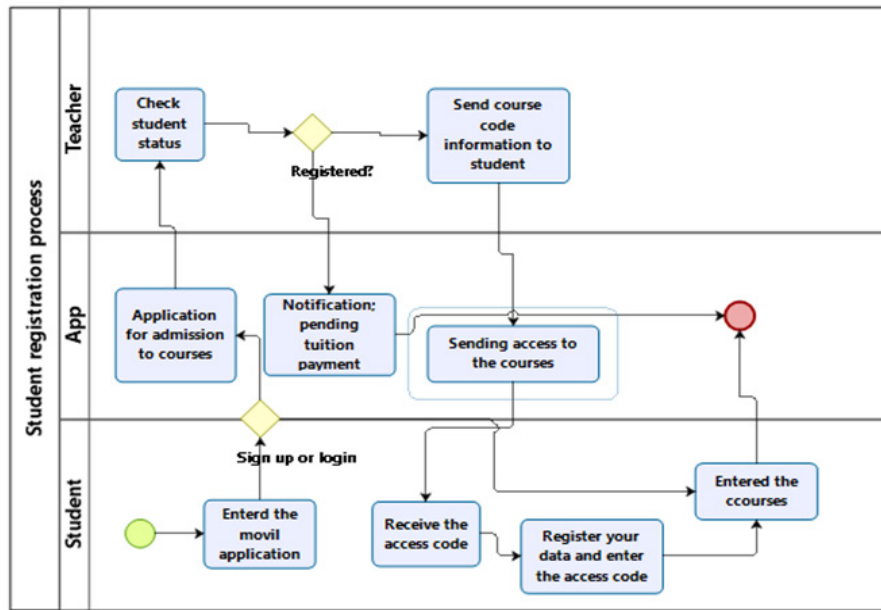 Student registration process
Teacher
Check
student
status
Registered?
Send course
code
information to
student
App
Application
for admission
to courses
Notification;
pending
tuition
payment
Sending access to
the courses
Student
Sign up or login
Enterd the
movil
application
Receive the
access code
Register your
data and enter
the access code
Entered the
ccourses